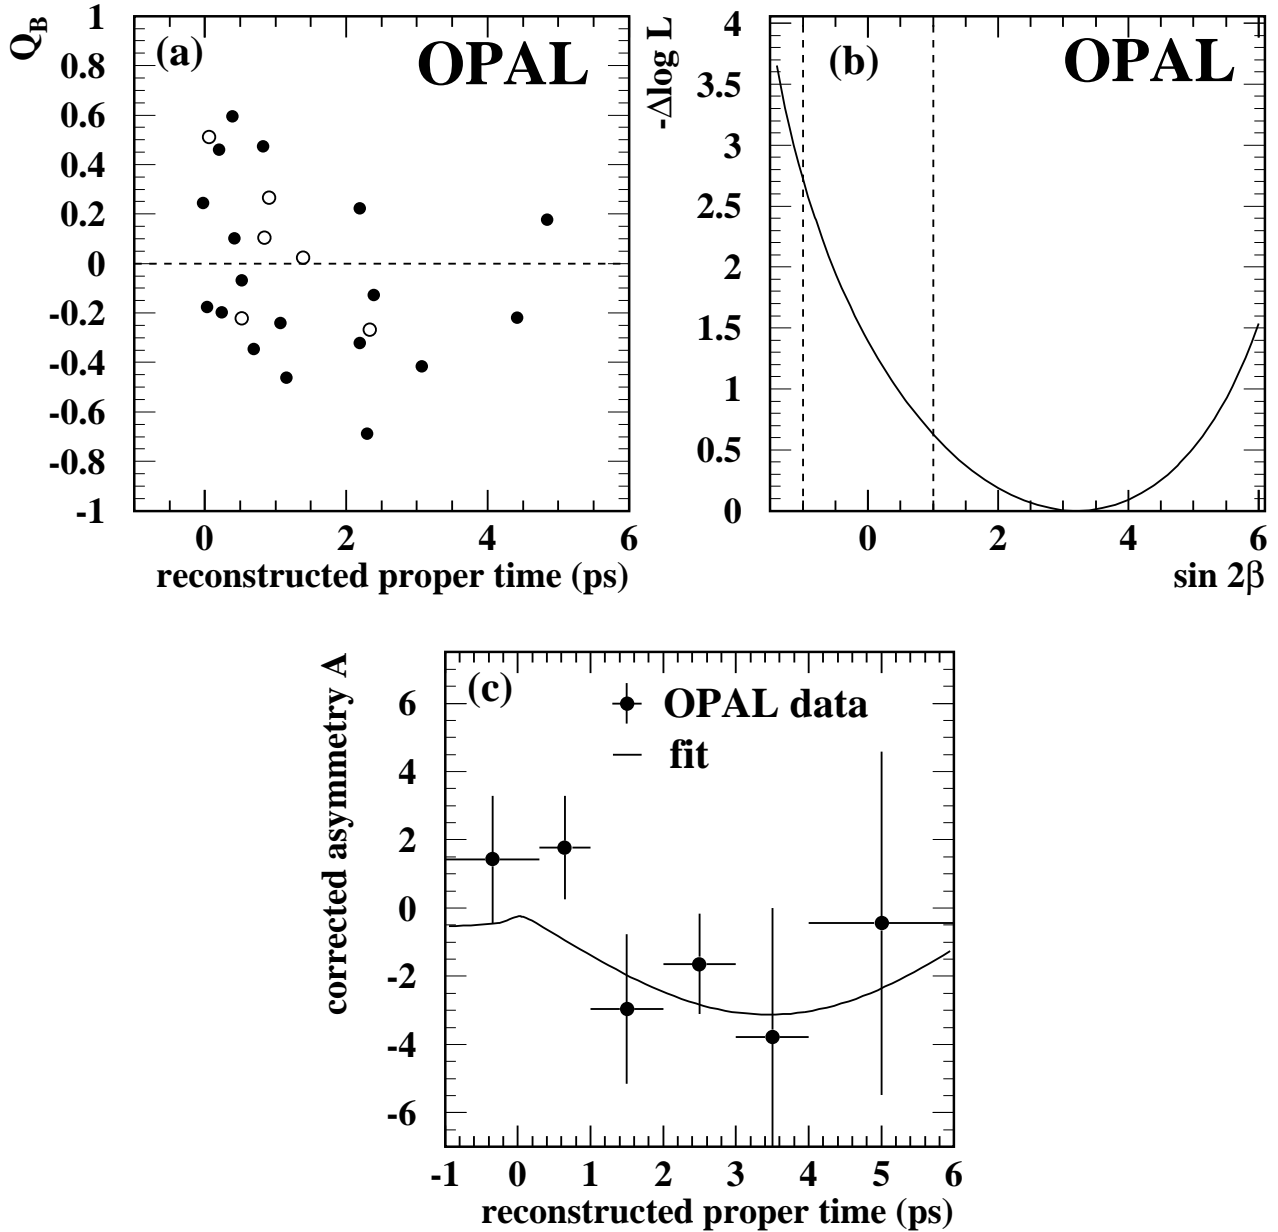 Q_B
(a)
OPAL
1
0.8
0.6
0.4
0.2
0
-0.2
-0.4
-0.6
-0.8
-1
0 2 4 6
reconstructed proper time (ps)
-Δlog L
(b)
OPAL
4
3.5
3
2.5
2
1.5
1
0.5
0
0 2 4 6
sin 2β
corrected asymmetry A
(c)
OPAL data
fit
6
4
2
0
-2
-4
-6
-1 0 1 2 3 4 5 6
reconstructed proper time (ps)